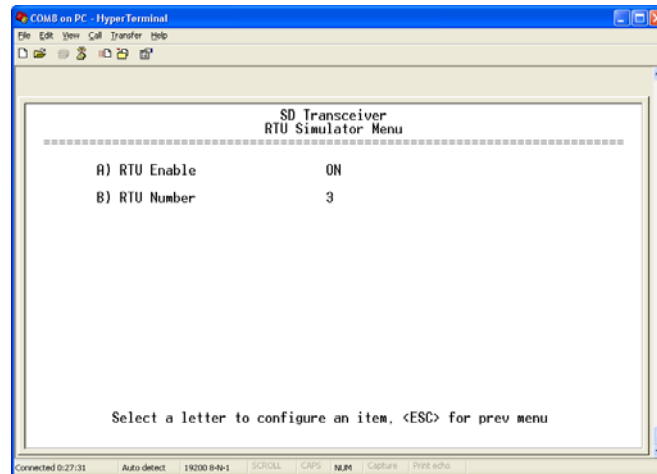 COM8 on PC - HyperTerminal
File Edit View Call Transfer Help
SD Transceiver
RTU Simulator Menu
A) RTU Enable ON
B) RTU Number 3
Select a letter to configure an item, <ESC> for prev menu
Connected 0:27:31 Auto detect 19200 8-N-1 SCROLL CAPS NUM Capture Print echo